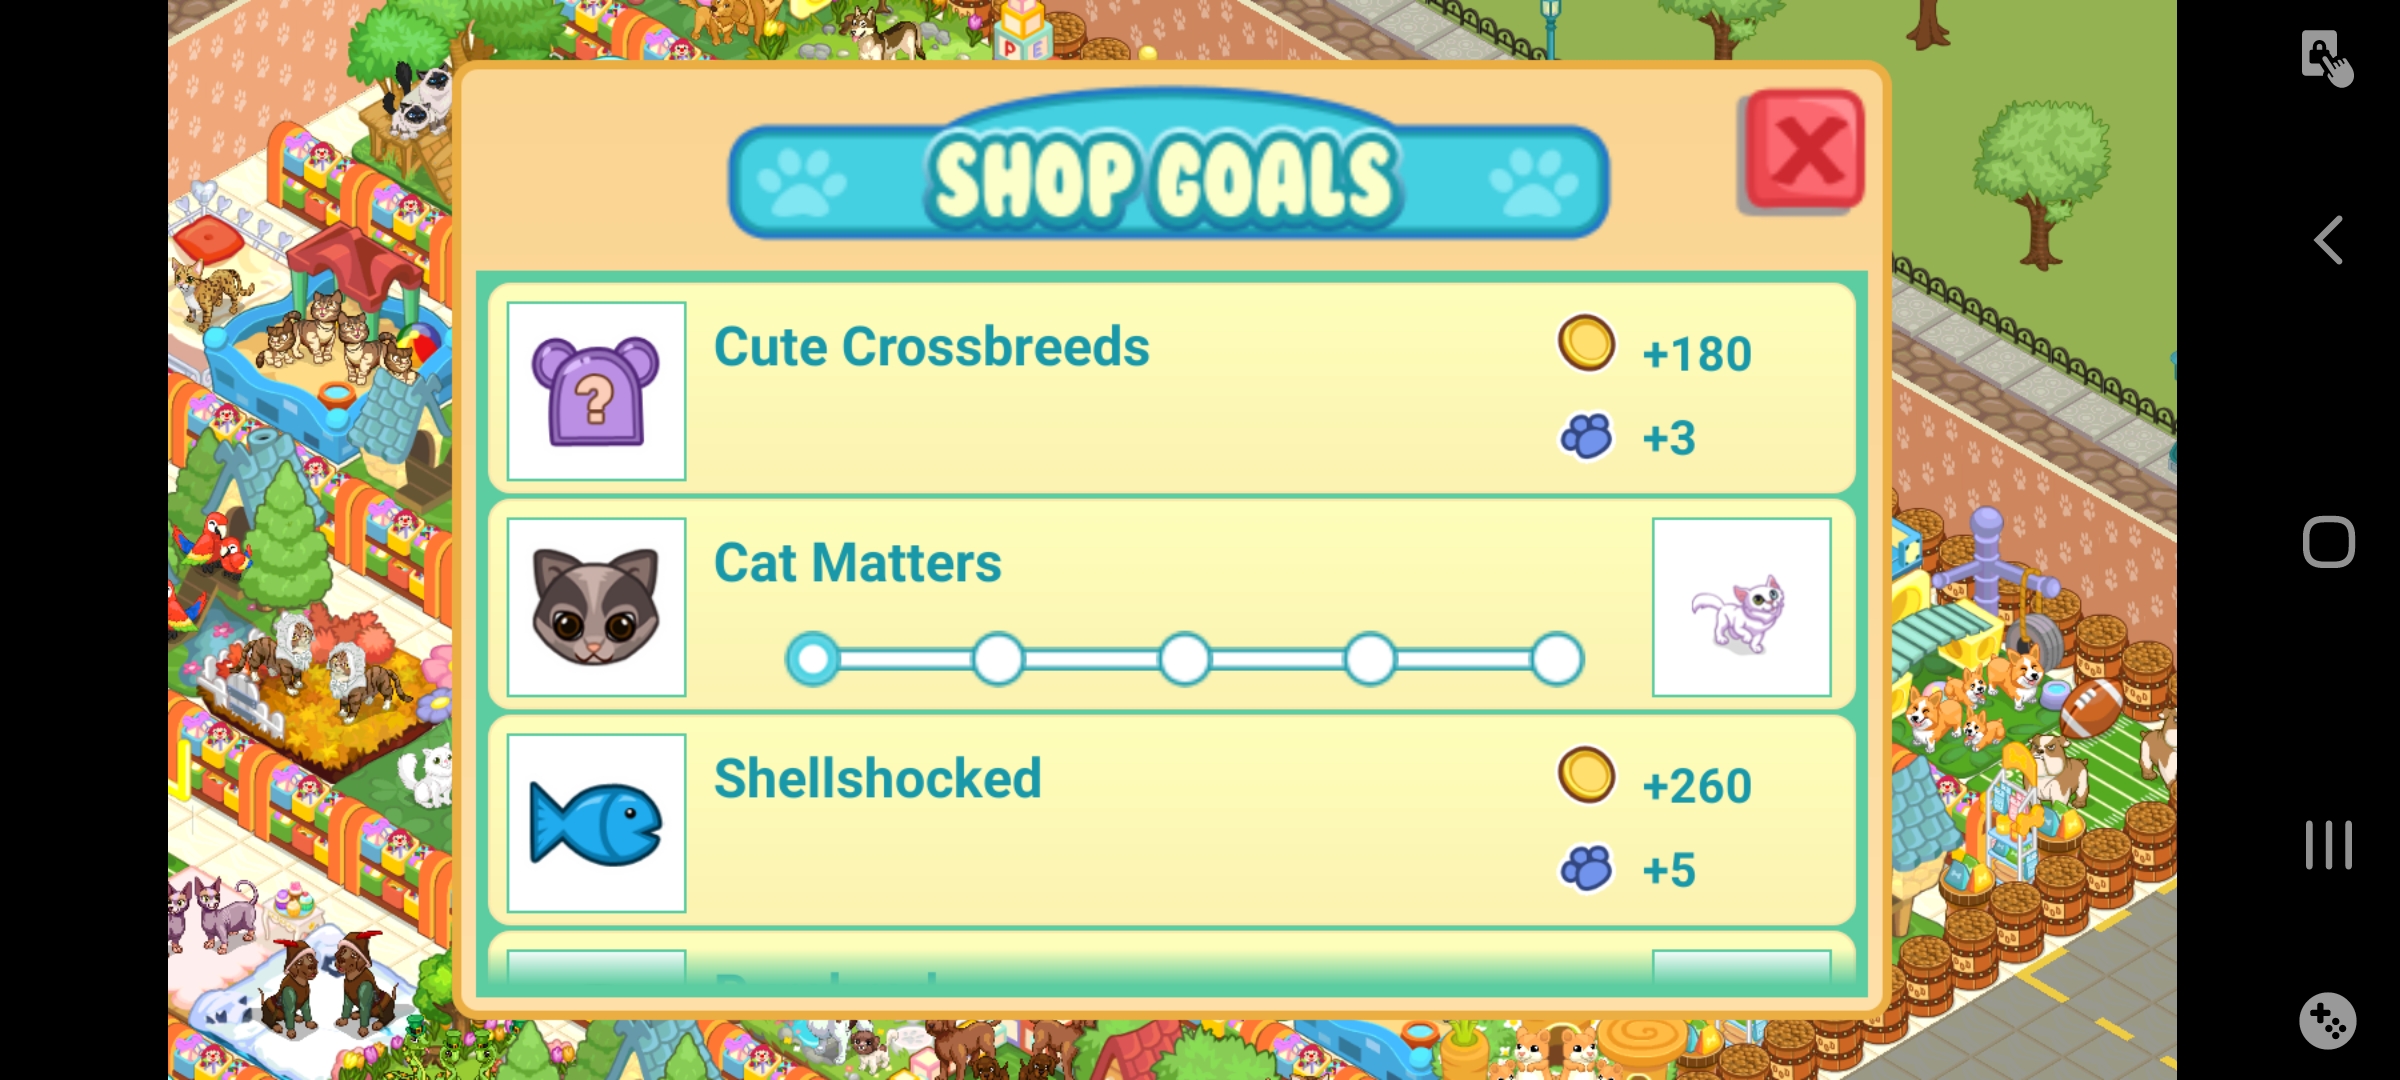 SHOP GOALS
?
Cute Crossbreeds
+180
+3
Cat Matters
Shellshocked
+260
+5